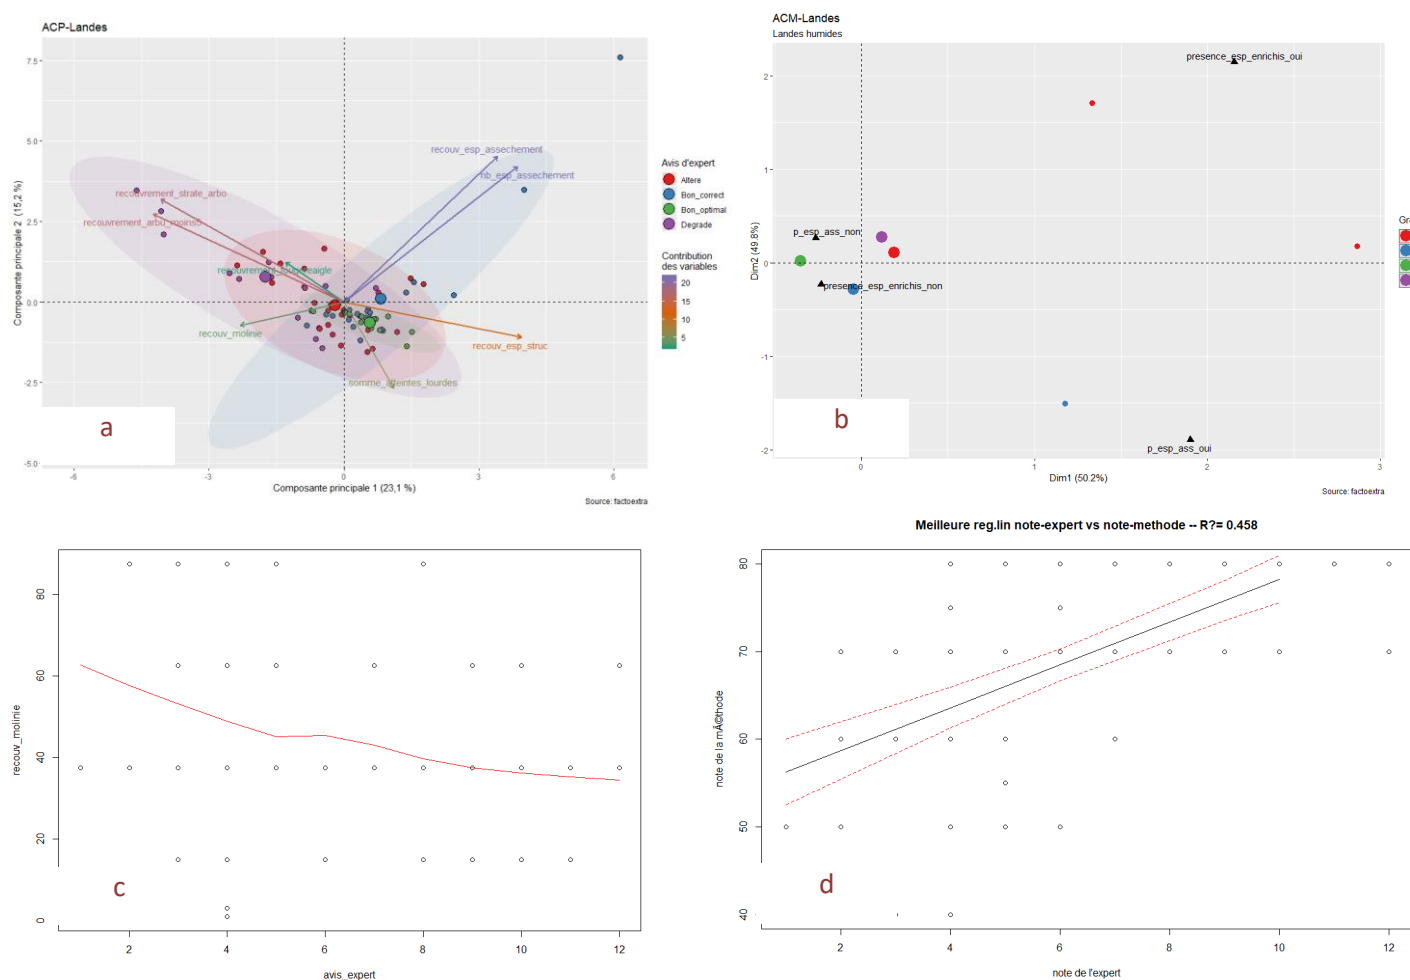 ACP-Landes
7.5
5.0
2.5
0.0
-2.5
-5.0
Composante principale 2 (15,2 %)
recouv_esp_assechement
nb_esp_assechement
recouvrement_strate_arbo
recouv_molinie
recouv_esp_struc
somme_atteintes_lourdes
a
-6
-3
0
3
6
Composante principale 1 (23,1 %)
Source: factoextra
Avis d'expert
Altere
Bon_correct
Bon_optimal
Degrade
Contribution
des variables
20
15
10
5
ACM-Landes
Landes humides
2
1
0
-1
-2
Dim2 (49.8%)
presence_esp_enrichis_oui
p_esp_ass_non
presence_esp_enrichis_non
p_esp_ass_oui
b
0
1
2
3
Dim1 (50.2%)
Source: factoextra
Gr
80
60
40
20
0
recouv_molinie
c
2
4
6
8
10
12
avis_expert
Meilleure reg.lin note-expert vs note-methode -- R?= 0.458
80
70
60
50
40
note de la mÃ©thode
d
2
4
6
8
10
12
note de l'expert